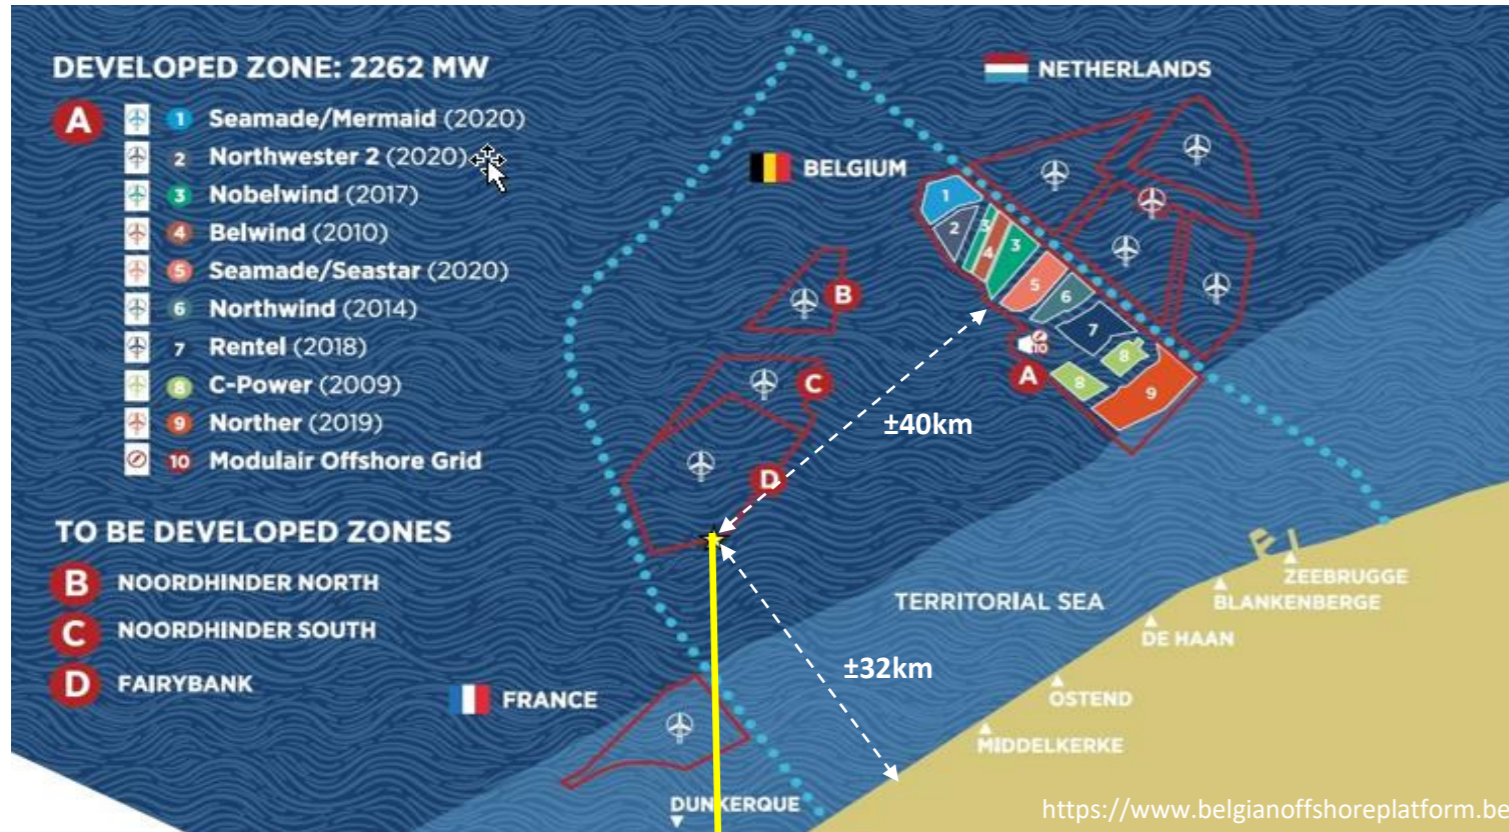 DEVELOPED ZONE: 2262 MW
A
1 Seamade/Mermaid (2020)
2 Northwester 2 (2020)
3 Nobelwind (2017)
4 Belwind (2010)
5 Seamade/Seastar (2020)
6 Northwind (2014)
7 Rentel (2018)
8 C-Power (2009)
9 Norther (2019)
10 Modulair Offshore Grid
TO BE DEVELOPED ZONES
B NOORDHINDER NORTH
C NOORDHINDER SOUTH
D FAIRYBANK
NETHERLANDS
BELGIUM
FRANCE
1
2
3
4
3
5
6
7
10
8
8
9
A
B
C
D
±40km
±32km
TERRITORIAL SEA
ZEEBRUGGE
BLANKENBERGE
DE HAAN
OSTEND
MIDDELKERKE
DUNKERQUE
https://www.belgianoffshoreplatform.be